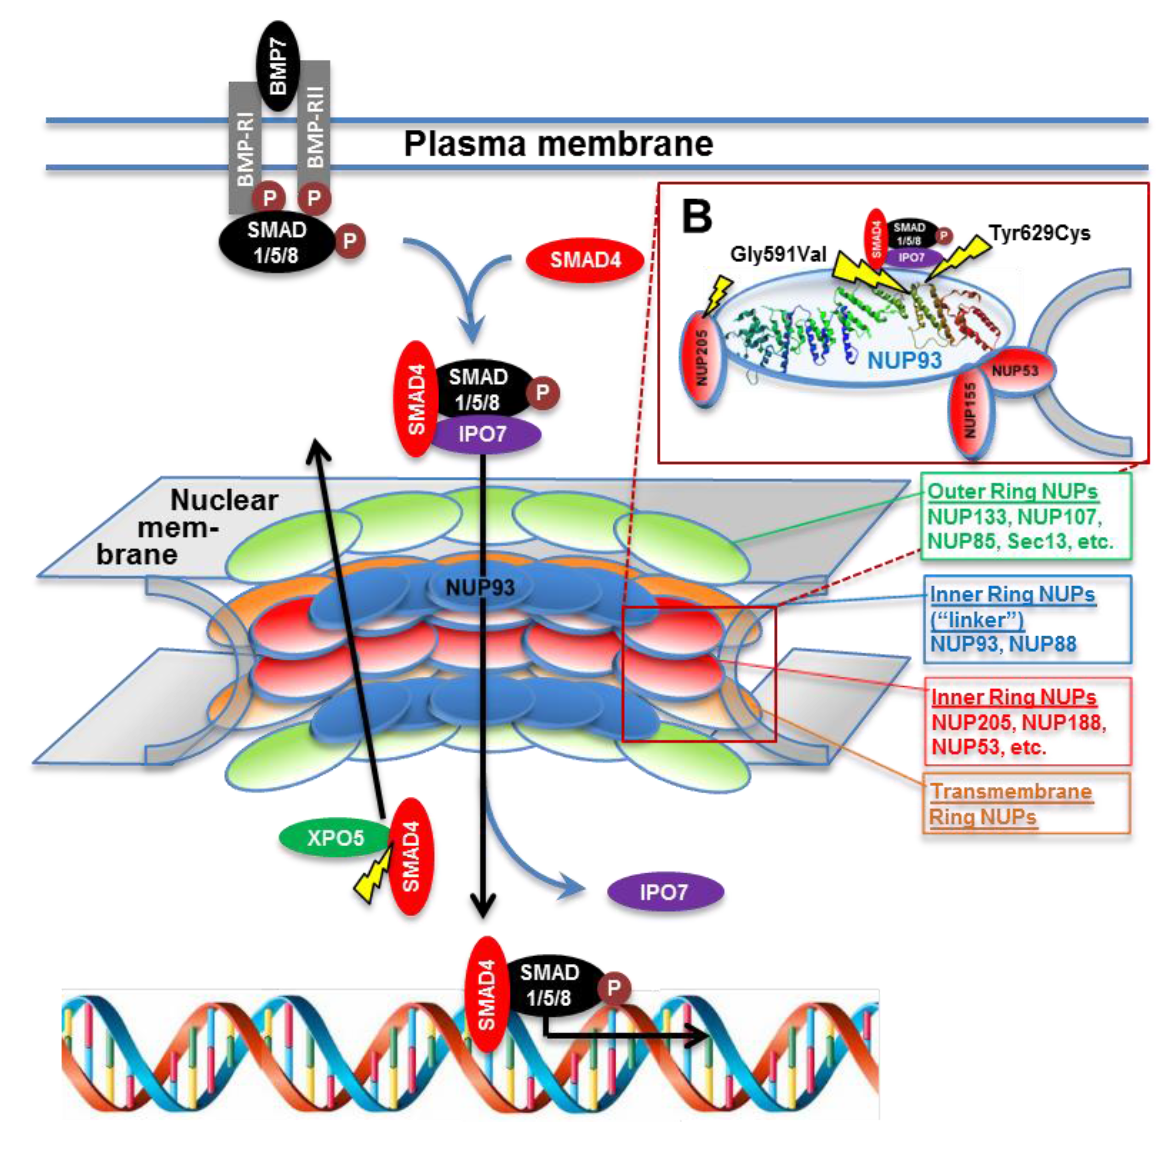 BMP7
BMP-RI
BMP-RII
Plasma membrane
P
P
SMAD
1/5/8
P
SMAD4
B
SMAD4
SMAD
1/5/8
P
IPO7
Tyr629Cys
Gly591Val
NUP205
NUP93
NUP53
NUP155
SMAD4
SMAD
1/5/8
P
IPO7
Nuclear
mem-
brane
NUP93
Outer Ring NUPs
NUP133, NUP107,
NUP85, Sec13, etc.
Inner Ring NUPs
(“linker”)
NUP93, NUP88
Inner Ring NUPs
NUP205, NUP188,
NUP53, etc.
Transmembrane
Ring NUPs
XPO5
SMAD4
IPO7
SMAD4
SMAD
1/5/8
P